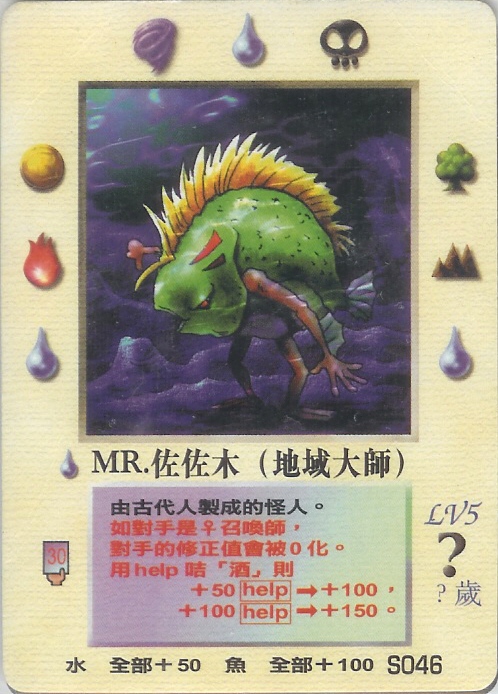 MR.佐佐木（地域大師）
由古代人製成的怪人。
如對手是♀召喚師，
對手的修正值會被0化。
用help咭「酒」則
+50 help ➡+100，
+100 help ➡+150。
30
LV5
?
? 歲
水 全部+50 魚 全部+100 S046